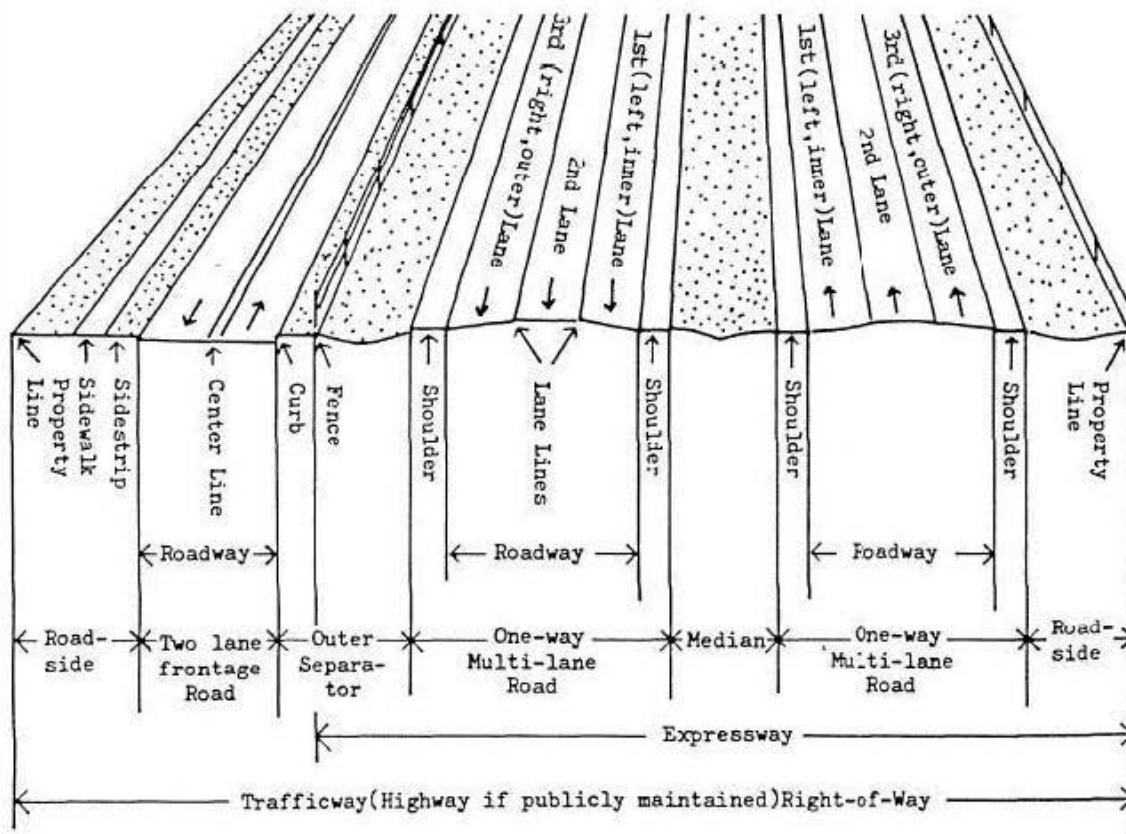 3rd (right,outer)Lane
2nd Lane
1st(left,inner)Lane
1st(left,inner)Lane
2nd Lane
3rd(right,outer)Lane
Property
Line
Sidewalk
Sidestrip
Center Line
Curb
Fence
Shoulder
Lane
Lines
Shoulder
Shoulder
Shoulder
Property
Line
Roadway
Roadway
Roadway
Road-
side
Two lane
frontage
Road
Outer
Separa-
tor
One-way
Multi-lane
Road
Median
One-way
Multi-lane
Road
Road-
side
Expressway
Trafficway(Highway if publicly maintained)Right-of-Way